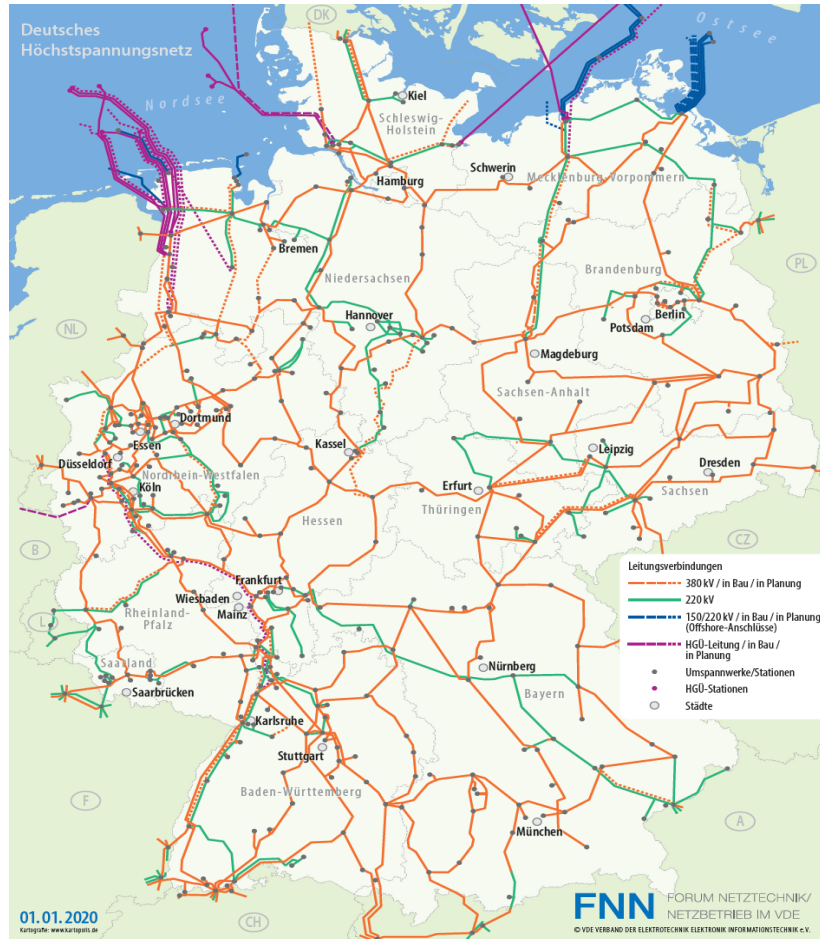 Deutsches
Höchstspannungsnetz
DK
Ostsee
Nordsee
Kiel
Schleswig-
Holstein
Hamburg
Schwerin
Mecklenburg-Vorpommern
Bremen
Niedersachsen
Brandenburg
PL
Hannover
Berlin
Potsdam
NL
Magdeburg
Sachsen-Anhalt
Dortmund
Essen
Kassel
Leipzig
Düsseldorf
Nordrhein-Westfalen
Dresden
Köln
Erfurt
Thüringen
Sachsen
Hessen
B
CZ
Leitungsverbindungen
380 kV / in Bau / in Planung
220 kV
150/220 kV / in Bau / in Planung
(Offshore-Anschlüsse)
HGÜ-Leitung / in Bau /
in Planung
Umspannwerke/Stationen
HGÜ-Stationen
Städte
Frankfurt
Wiesbaden
Mainz
Rheinland-
Pfalz
L
Saarland
Saarbrücken
Nürnberg
Bayern
Karlsruhe
Stuttgart
Baden-Württemberg
F
München
A
CH
01.01.2020
Kartografie: www.kartopolis.de
FNN
FORUM NETZTECHNIK/
NETZBETRIEB IM VDE
© VDE VERBAND DER ELEKTROTECHNIK ELEKTRONIK INFORMATIONSTECHNIK e.V.